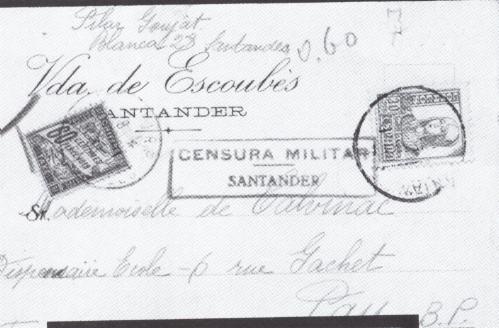 Pilar Goujat.
Blanca 23 Santander
0.60
Vda. de Escoubès
SANTANDER
CENSURA MILITAR
SANTANDER
Mademoiselle de
Dispensaire Ecole - 6 rue Gachet
Pau B.P.